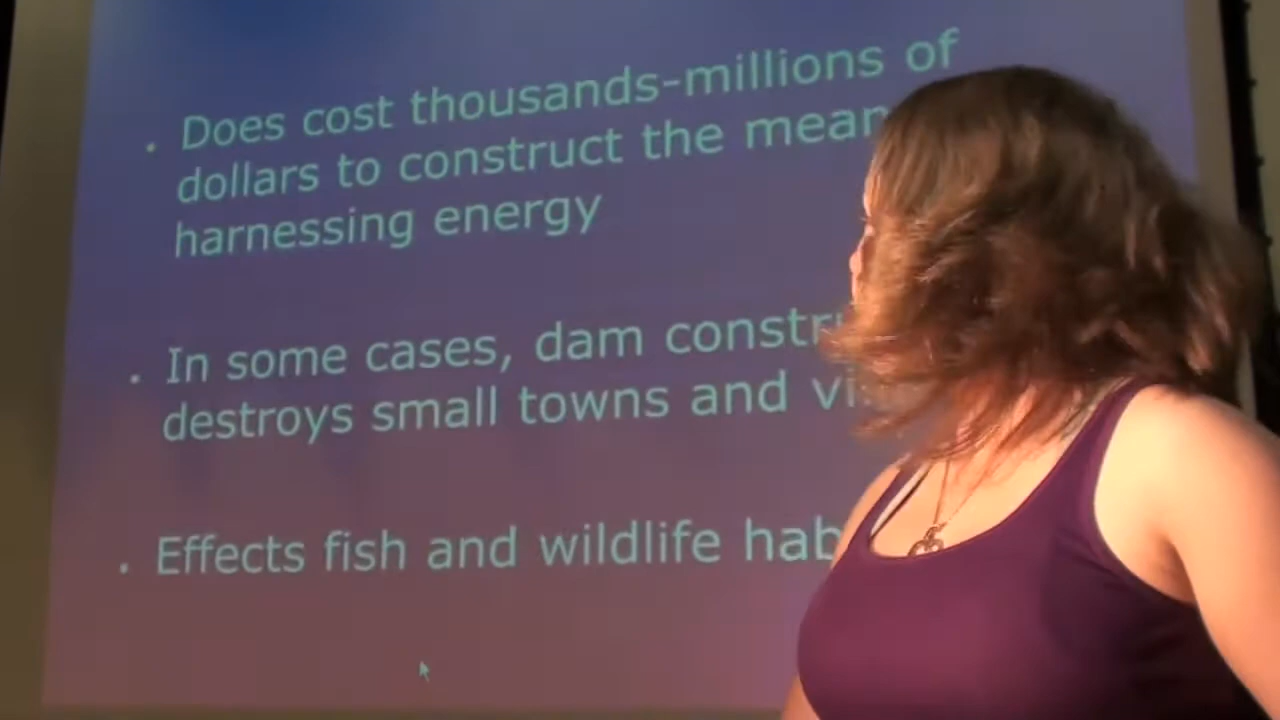 . Does cost thousands-millions of
dollars to construct the mean
harnessing energy
. In some cases, dam constr
destroys small towns and vi
. Effects fish and wildlife hab